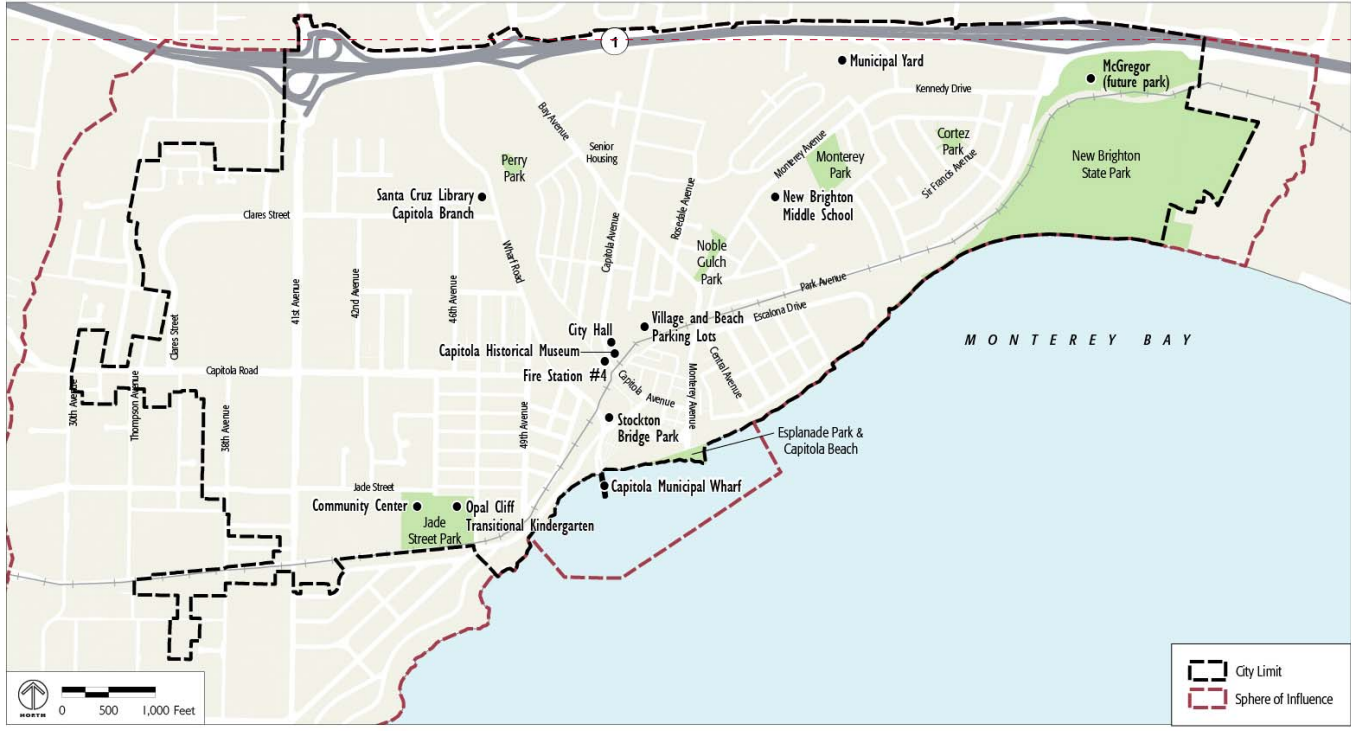 1
Municipal Yard
McGregor
(future park)
Kennedy Drive
Bay Avenue
Senior
Housing
Monterey Avenue
Monterey
Park
Cortez
Park
Sir Francis Avenue
New Brighton
State Park
Perry
Park
Santa Cruz Library
Capitola Branch
New Brighton
Middle School
Clares Street
Rosedale Avenue
Capitola Avenue
Wharf Road
Noble
Gulch
Park
41st Avenue
42nd Avenue
46th Avenue
Park Avenue
Escalona Drive
Clares Street
City Hall
Village and Beach
Parking Lots
Capitola Historical Museum
Fire Station #4
MONTEREY BAY
Capitola Road
30th Avenue
Thompson Avenue
38th Avenue
49th Avenue
Capitola Avenue
Monterey Avenue
Central Avenue
Stockton
Bridge Park
Esplanade Park &
Capitola Beach
Capitola Municipal Wharf
Jade Street
Community Center
Opal Cliff
Transitional Kindergarten
Jade
Street Park
NORTH
0 500 1,000 Feet
City Limit
Sphere of Influence